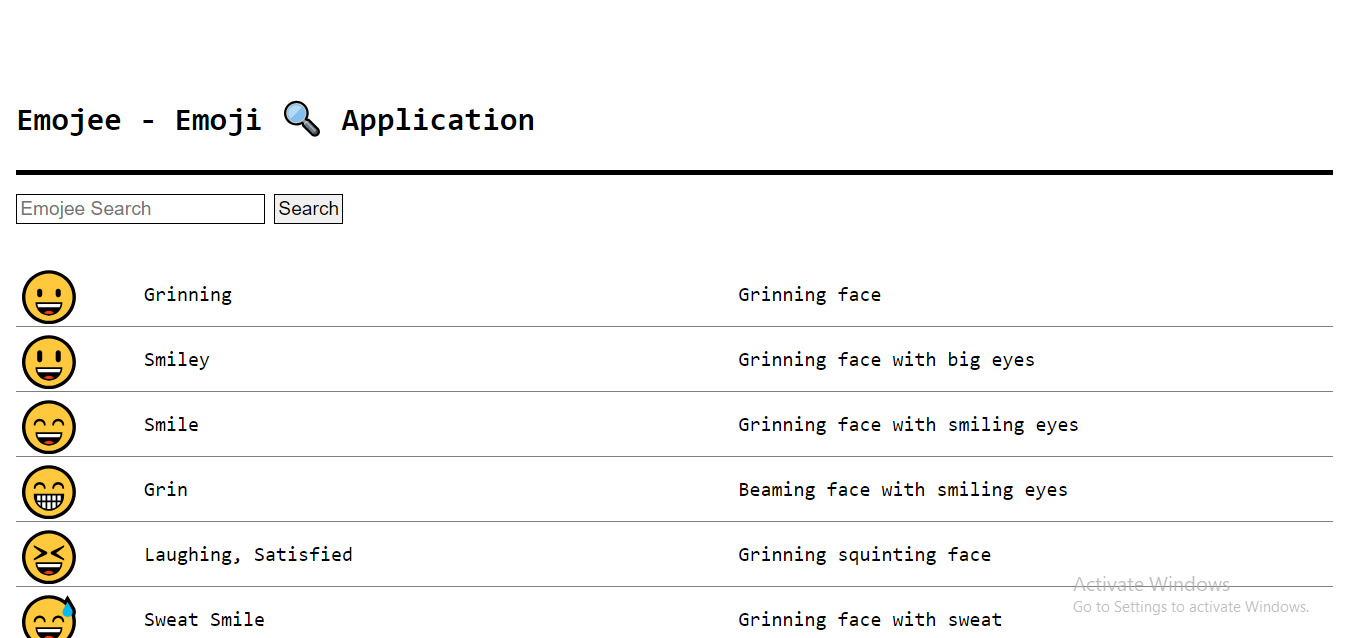 Emojee - Emoji 🔍 Application
Emojee Search Search
Grinning Grinning face
Smiley Grinning face with big eyes
Smile Grinning face with smiling eyes
Grin Beaming face with smiling eyes
Laughing, Satisfied Grinning squinting face
Sweat Smile Grinning face with sweat
Activate Windows
Go to Settings to activate Windows.